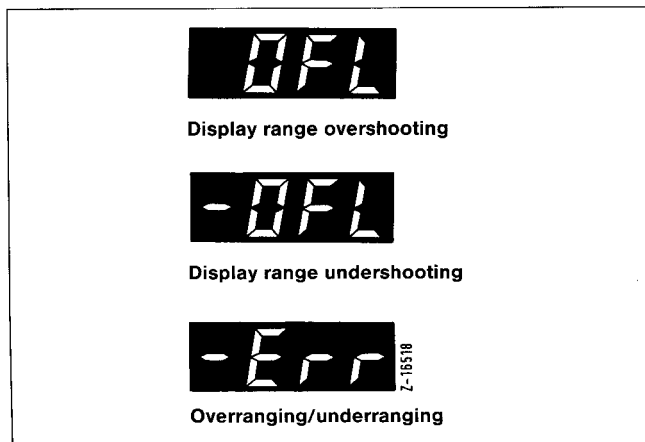 OFL
Display range overshooting
-OFL
Display range undershooting
-Err
Z-16518
Overranging/underranging